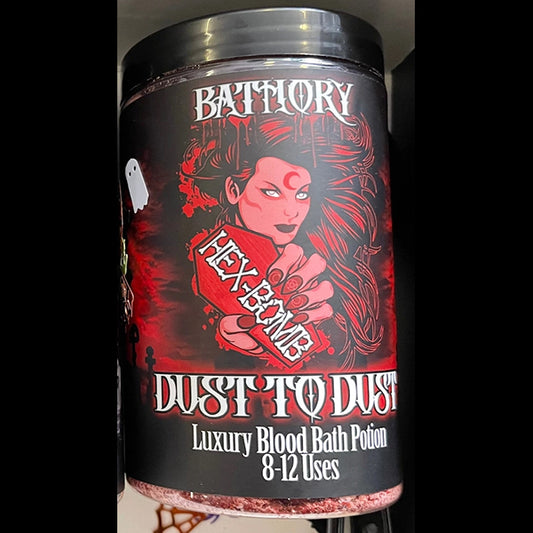 BATHORY
HEX-BOMB
DUST TO DUST
Luxury Blood Bath Potion
8-12 Uses